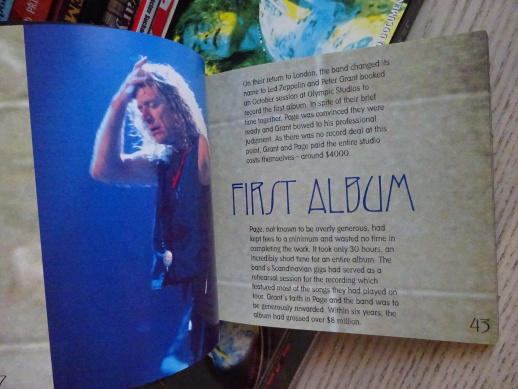 On their return to London, the band changed its
name to Led Zeppelin and Peter Grant booked
an October session at Olympic Studios to
record the first album. In spite of their brief
time together, Page was convinced they were
ready and Grant bowed to his professional
judgment. As there was no record deal at this
point, Grant and Page paid the entire studio
costs themselves - around $4000.
FIRST ALBUM
Page, not known to be overly generous, had
kept fees to a minimum and wasted no time in
completing the work. It took only 30 hours, an
incredibly short time for an entire album. The
band's Scandinavian gigs had served as a
rehearsal session for the recording which
featured most of the songs they had played on
tour. Grant's faith in Page and the band was to
be generously rewarded. Within six years, the
album had grossed over $8 million.
43